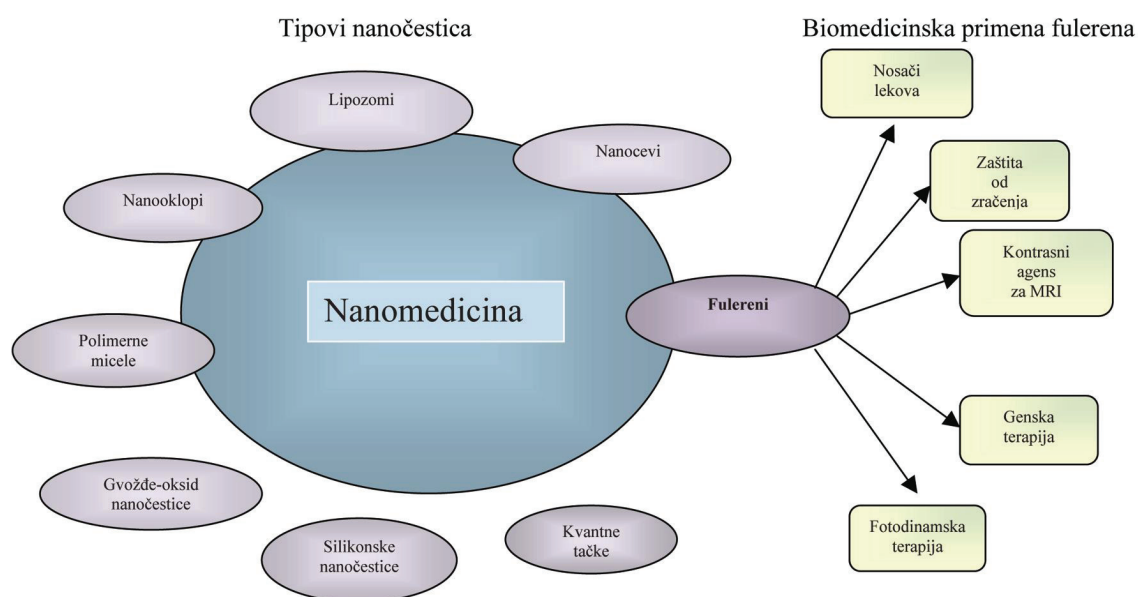 Tipovi nanočestica
Biomedicinska primena fulerena
Lipozomi
Nanocevi
Nanooklopi
Nanomedicina
Fulereni
Polimerne
micele
Gvožđe-oksid
nanočestice
Silikonske
nanočestice
Kvantne
tačke
Nosači
lekova
Zaštita
od
zračenja
Kontrasni
agens
za MRI
Genska
terapija
Fotodinamska
terapija